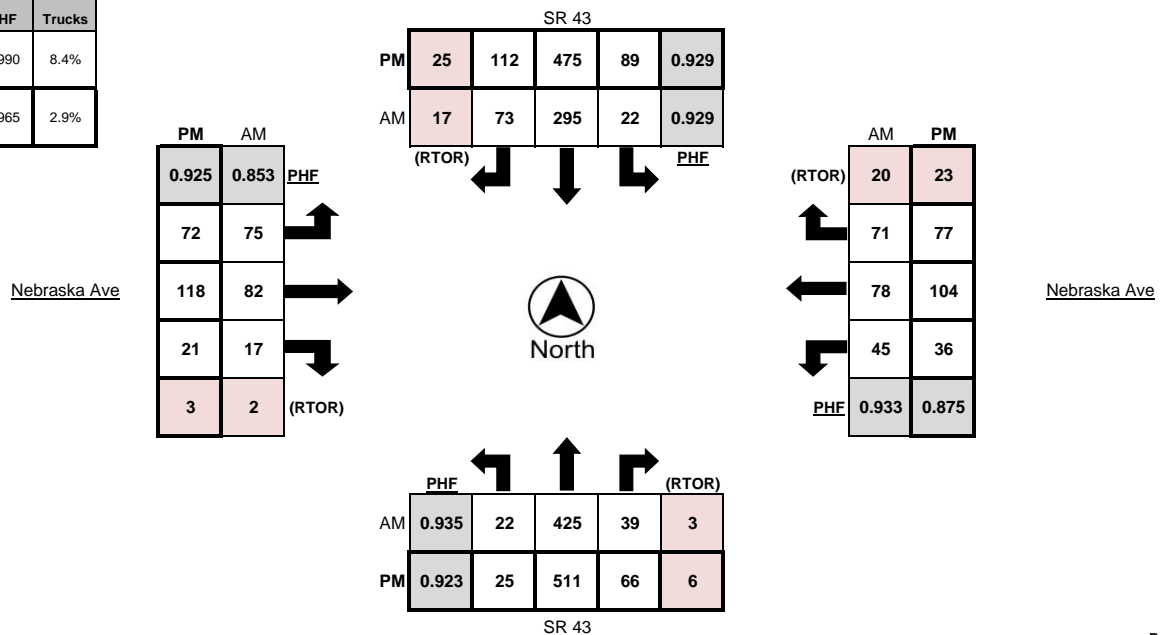 HF Trucks
990 8.4%
965 2.9%
SR 43
PM 25 112 475 89 0.929
AM 17 73 295 22 0.929
(RTOR) PHF
PM AM
0.925 0.853 PHF
72 75
Nebraska Ave 118 82
21 17
3 2 (RTOR)
North
AM PM
(RTOR) 20 23
71 77
78 104 Nebraska Ave
45 36
PHF 0.933 0.875
PHF (RTOR)
AM 0.935 22 425 39 3
PM 0.923 25 511 66 6
SR 43